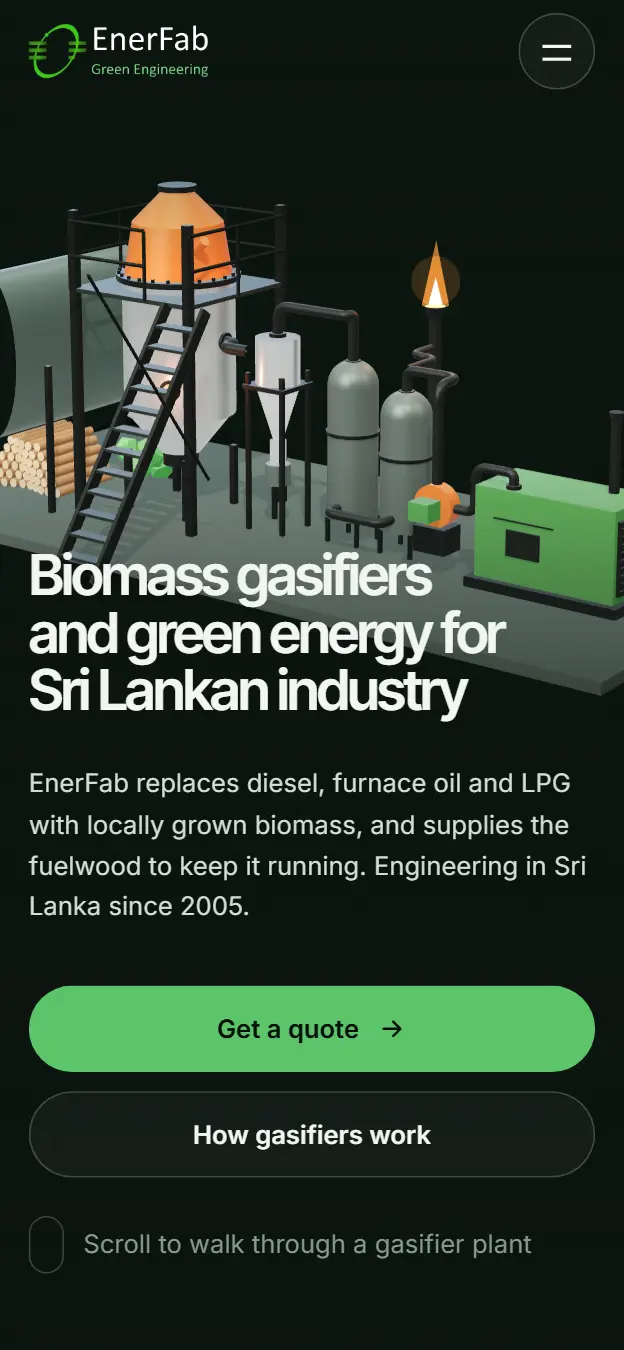 EnerFab
Green Engineering
Biomass gasifiers
and green energy for
Sri Lankan industry
EnerFab replaces diesel, furnace oil and LPG
with locally grown biomass, and supplies the
fuelwood to keep it running. Engineering in Sri
Lanka since 2005.
Get a quote →
How gasifiers work
Scroll to walk through a gasifier plant